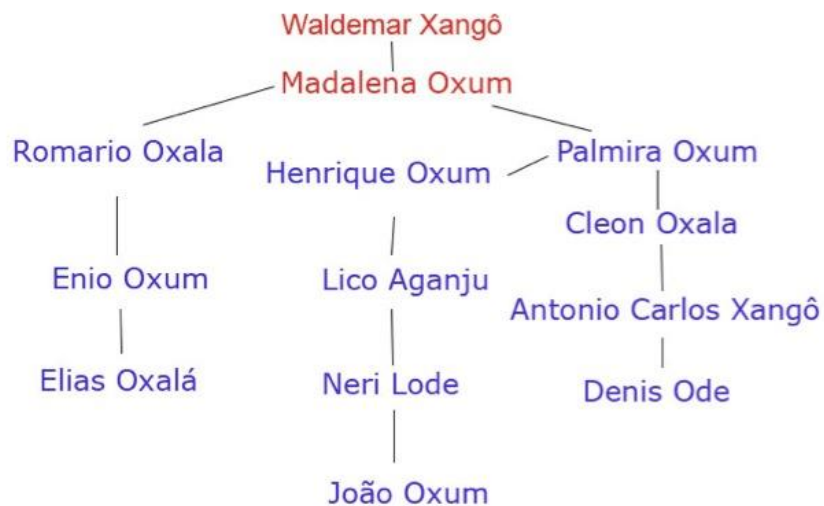 Waldemar Xangô
Madalena Oxum
Romario Oxala
Henrique Oxum
Palmira Oxum
Cleon Oxala
Enio Oxum
Lico Aganju
Antonio Carlos Xangô
Elias Oxalá
Neri Lode
Denis Ode
João Oxum